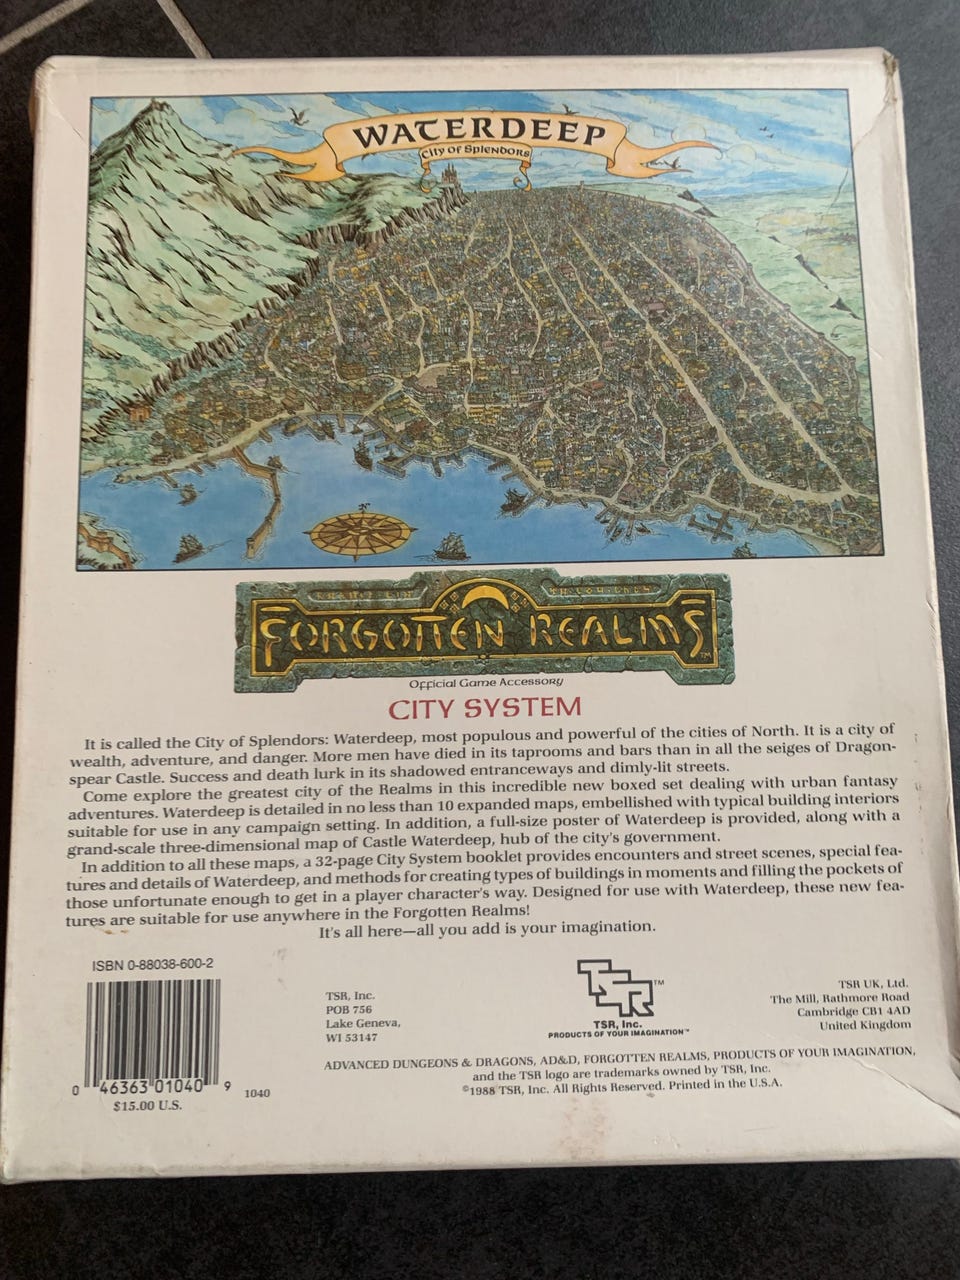 WATERDEEP
City of Splendors
N
FORGOTTEN REALMS™
Official Game Accessory
CITY SYSTEM
It is called the City of Splendors: Waterdeep, most populous and powerful of the cities of North. It is a city of
wealth, adventure, and danger. More men have died in its taprooms and bars than in all the seiges of Dragon-
spear Castle. Success and death lurk in its shadowed entranceways and dimly-lit streets.
Come explore the greatest city of the Realms in this incredible new boxed set dealing with urban fantasy
adventures. Waterdeep is detailed in no less than 10 expanded maps, embellished with typical building interiors
suitable for use in any campaign setting. In addition, a full-size poster of Waterdeep is provided, along with a
grand-scale three-dimensional map of Castle Waterdeep, hub of the city's government.
In addition to all these maps, a 32-page City System booklet provides encounters and street scenes, special fea-
tures and details of Waterdeep, and methods for creating types of buildings in moments and filling the pockets of
those unfortunate enough to get in a player character's way. Designed for use with Waterdeep, these new fea-
tures are suitable for use anywhere in the Forgotten Realms!
It's all here—all you add is your imagination.
ISBN 0-88038-600-2
0 46363 01040 9
$15.00 U.S.
1040
TSR, Inc.
POB 756
Lake Geneva,
WI 53147
TSR™
TSR, Inc.
PRODUCTS OF YOUR IMAGINATION™
TSR UK, Ltd.
The Mill, Rathmore Road
Cambridge CB1 4AD
United Kingdom
ADVANCED DUNGEONS & DRAGONS, AD&D, FORGOTTEN REALMS, PRODUCTS OF YOUR IMAGINATION,
and the TSR logo are trademarks owned by TSR, Inc.
©1988 TSR, Inc. All Rights Reserved. Printed in the U.S.A.